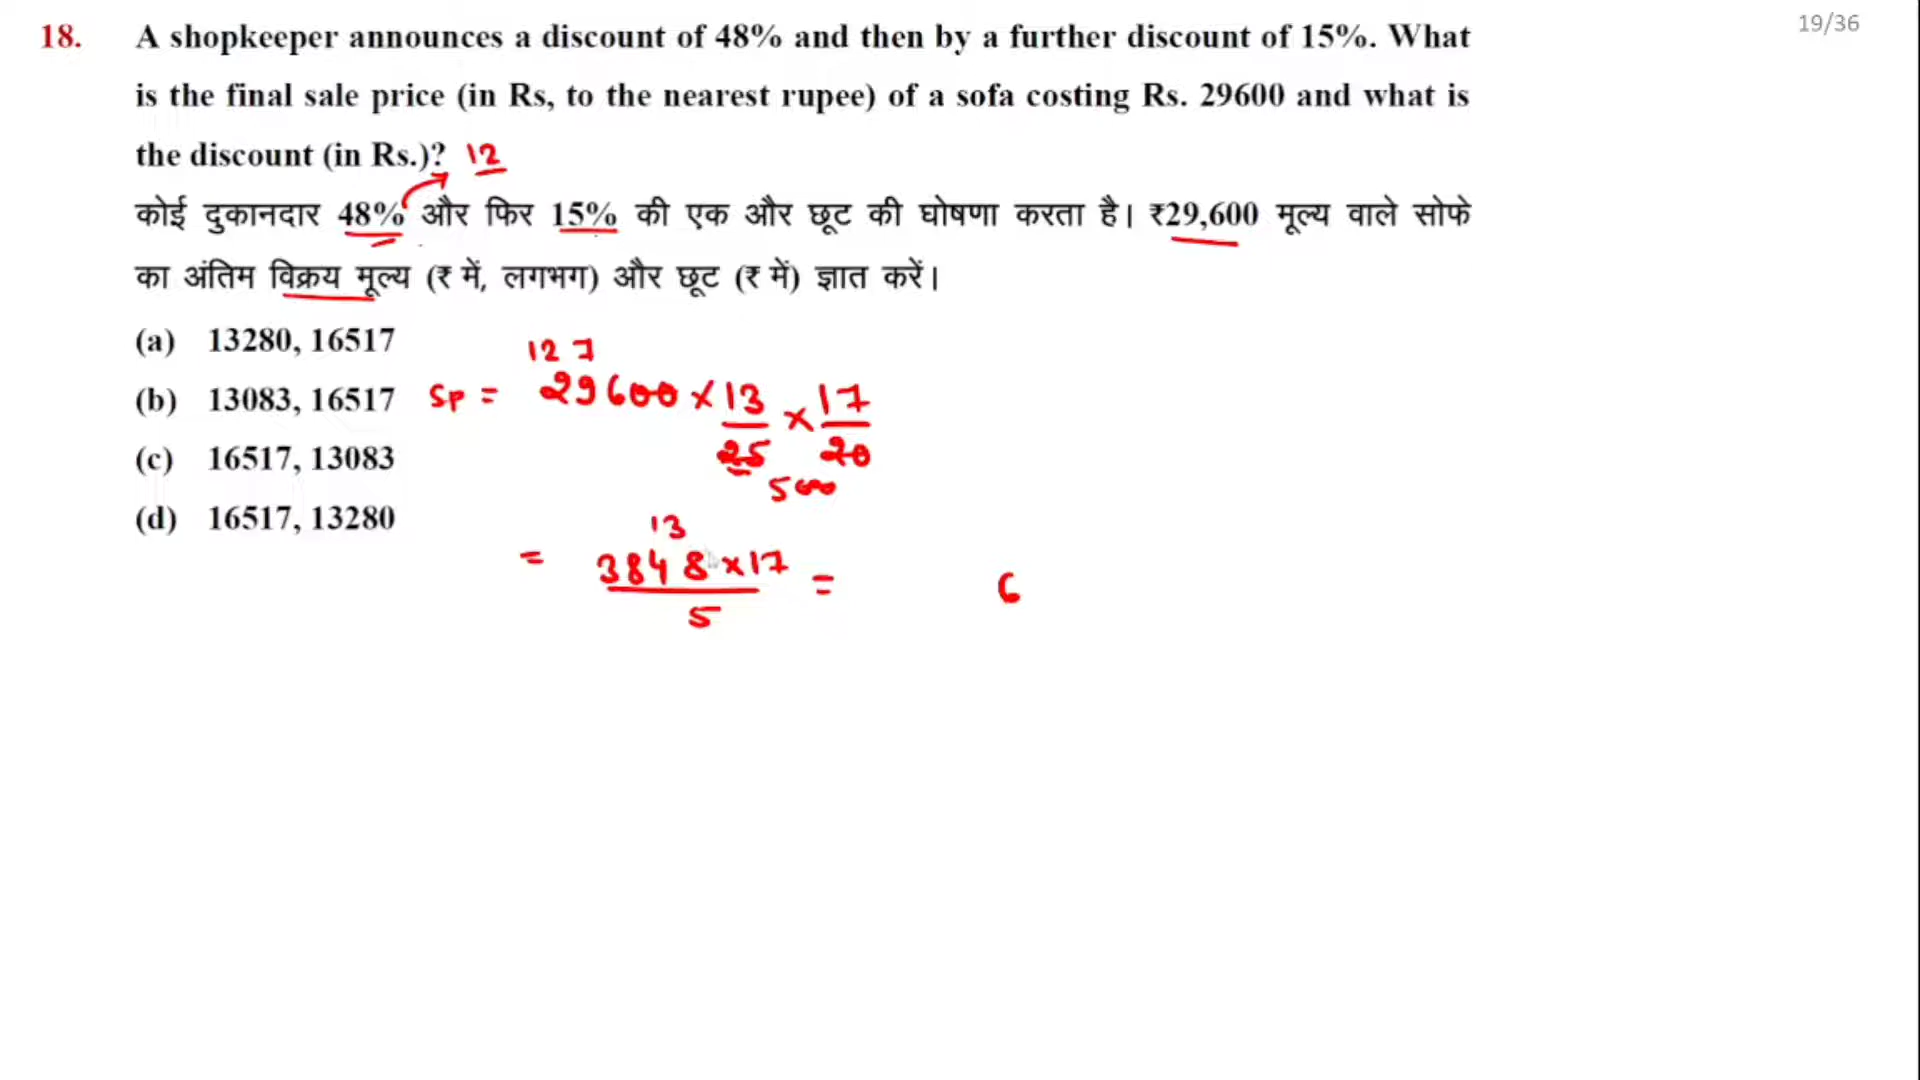 19/36
18. A shopkeeper announces a discount of 48% and then by a further discount of 15%. What
is the final sale price (in Rs, to the nearest rupee) of a sofa costing Rs. 29600 and what is
the discount (in Rs.)? 12
कोई दुकानदार 48% और फिर 15% की एक और छूट की घोषणा करता है। ₹29,600 मूल्य वाले सोफे
का अंतिम विक्रय मूल्य (₹ में, लगभग) और छूट (₹ में) ज्ञात करें।
(a) 13280, 16517
12 7
(b) 13083, 16517 SP = 29600 × 13/25 × 17/20
500
(c) 16517, 13083
(d) 16517, 13280
13
= 3848 × 17 / 5 = 6